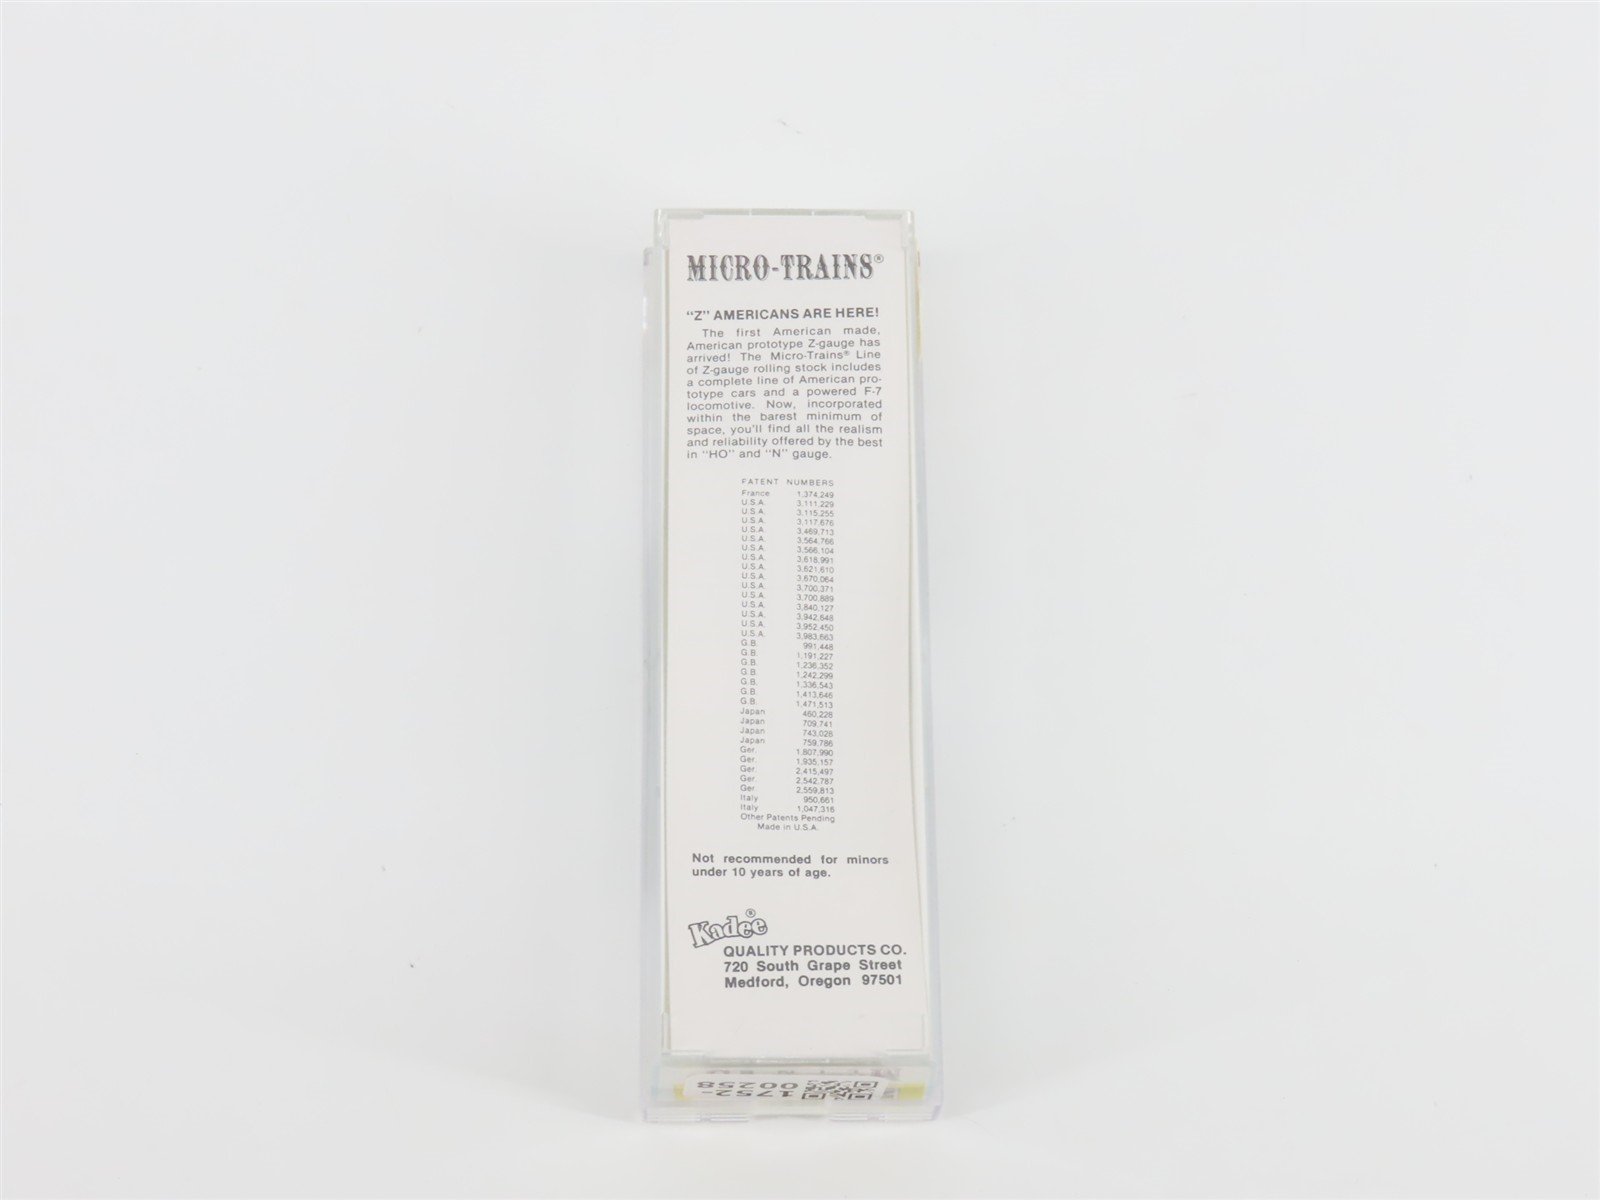 MICRO-TRAINS®
"Z" AMERICANS ARE HERE!
The first American made,
American prototype Z-gauge has
arrived! The Micro-Trains® Line
of Z-gauge rolling stock includes
a complete line of American pro-
totype cars and a powered F-7
locomotive. Now, incorporated
within the barest minimum of
space, you'll find all the realism
and reliability offered by the best
in "HO" and "N" gauge.
PATENT NUMBERS
France 1,374,249
U.S.A. 3,111,229
U.S.A. 3,115,255
U.S.A. 3,117,676
U.S.A. 3,469,713
U.S.A. 3,564,766
U.S.A. 3,566,104
U.S.A. 3,618,991
U.S.A. 3,621,610
U.S.A. 3,670,064
U.S.A. 3,700,371
U.S.A. 3,700,889
U.S.A. 3,840,127
U.S.A. 3,942,648
U.S.A. 3,952,450
U.S.A. 3,983,663
G.B. 991,448
G.B. 1,191,227
G.B. 1,236,352
G.B. 1,242,299
G.B. 1,336,543
G.B. 1,413,646
G.B. 1,471,513
Japan 460,228
Japan 709,741
Japan 743,028
Japan 759,786
Ger. 1,807,990
Ger. 1,935,157
Ger. 2,415,497
Ger. 2,542,787
Ger. 2,559,813
Italy 950,661
Italy 1,047,316
Other Patents Pending
Made in U.S.A.
Not recommended for minors
under 10 years of age.
Kadee®
QUALITY PRODUCTS CO.
720 South Grape Street
Medford, Oregon 97501
1752-
00258